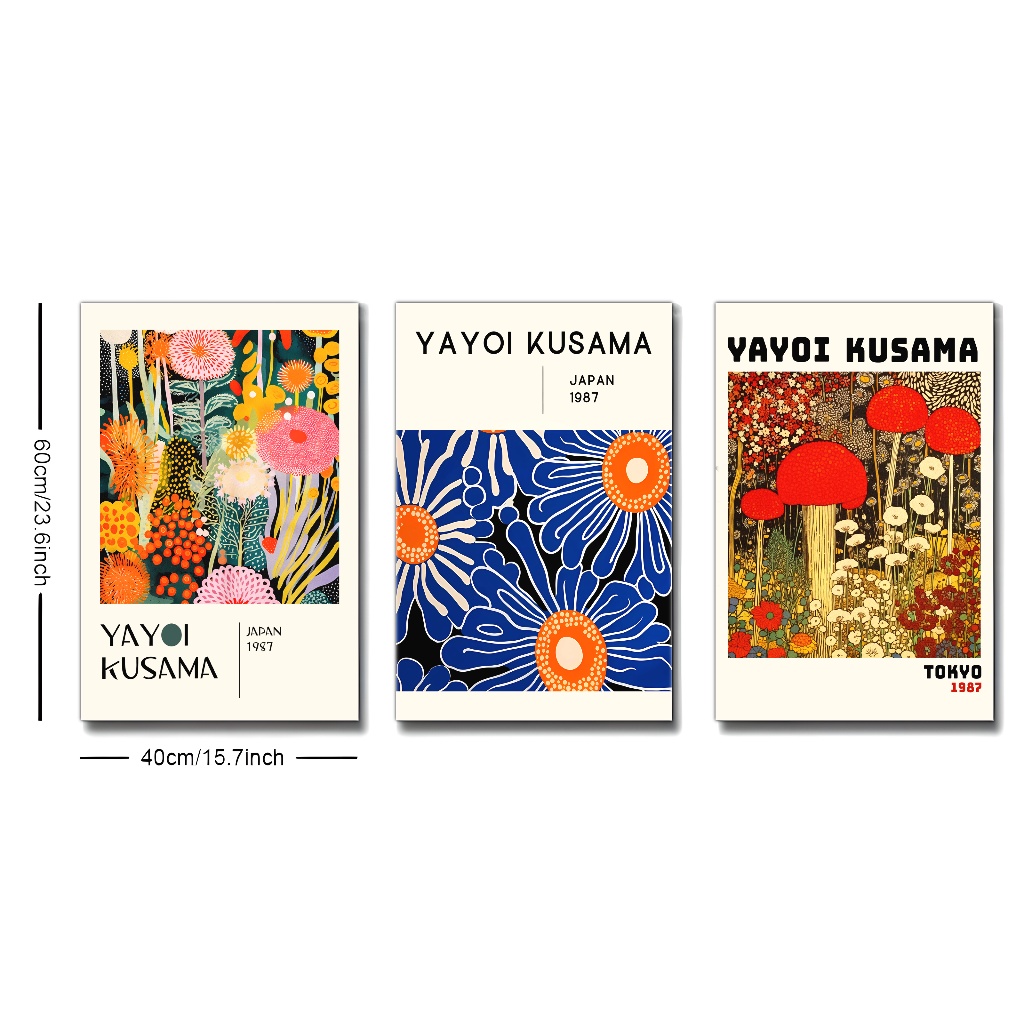 60cm/23.6inch
YAYOI
KUSAMA
JAPAN
1987
40cm/15.7inch
YAYOI KUSAMA
JAPAN
1987
YAYOI KUSAMA
TOKYO
1987